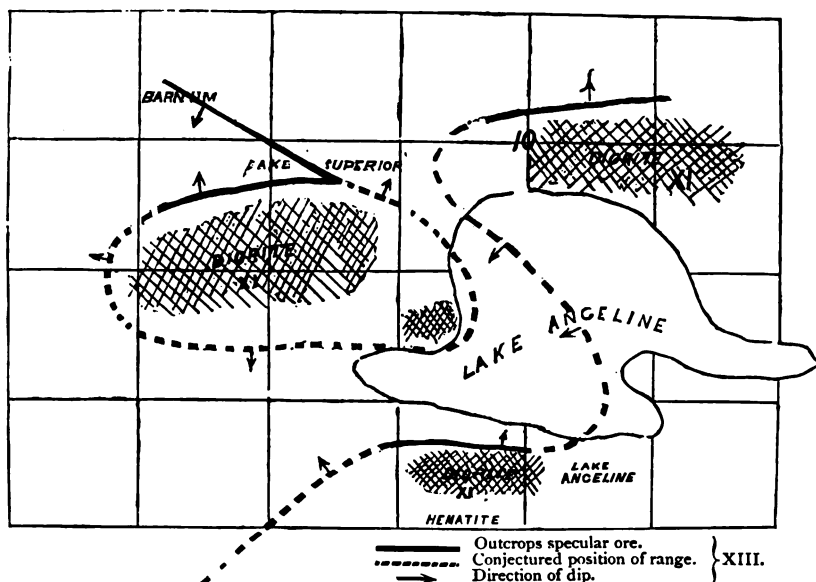 BARNUM
LAKE SUPERIOR
10
DIORITE
XI
DIORITE
XI
LAKE ANGELINE
XI
LAKE
ANGELINE
HEMATITE
Outcrops specular ore.
Conjectured position of range.
Direction of dip.
} XIII.